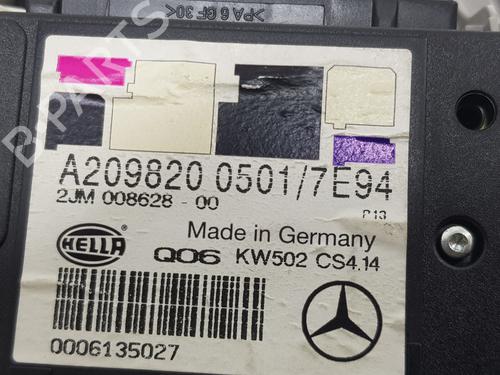 >PA 6 GF 30<
A209820 0501/7E94
2JM 008628 - 00
P13
HELLA
Made in Germany
Q06 KW502 CS4.14
0006135027
B-PARTS